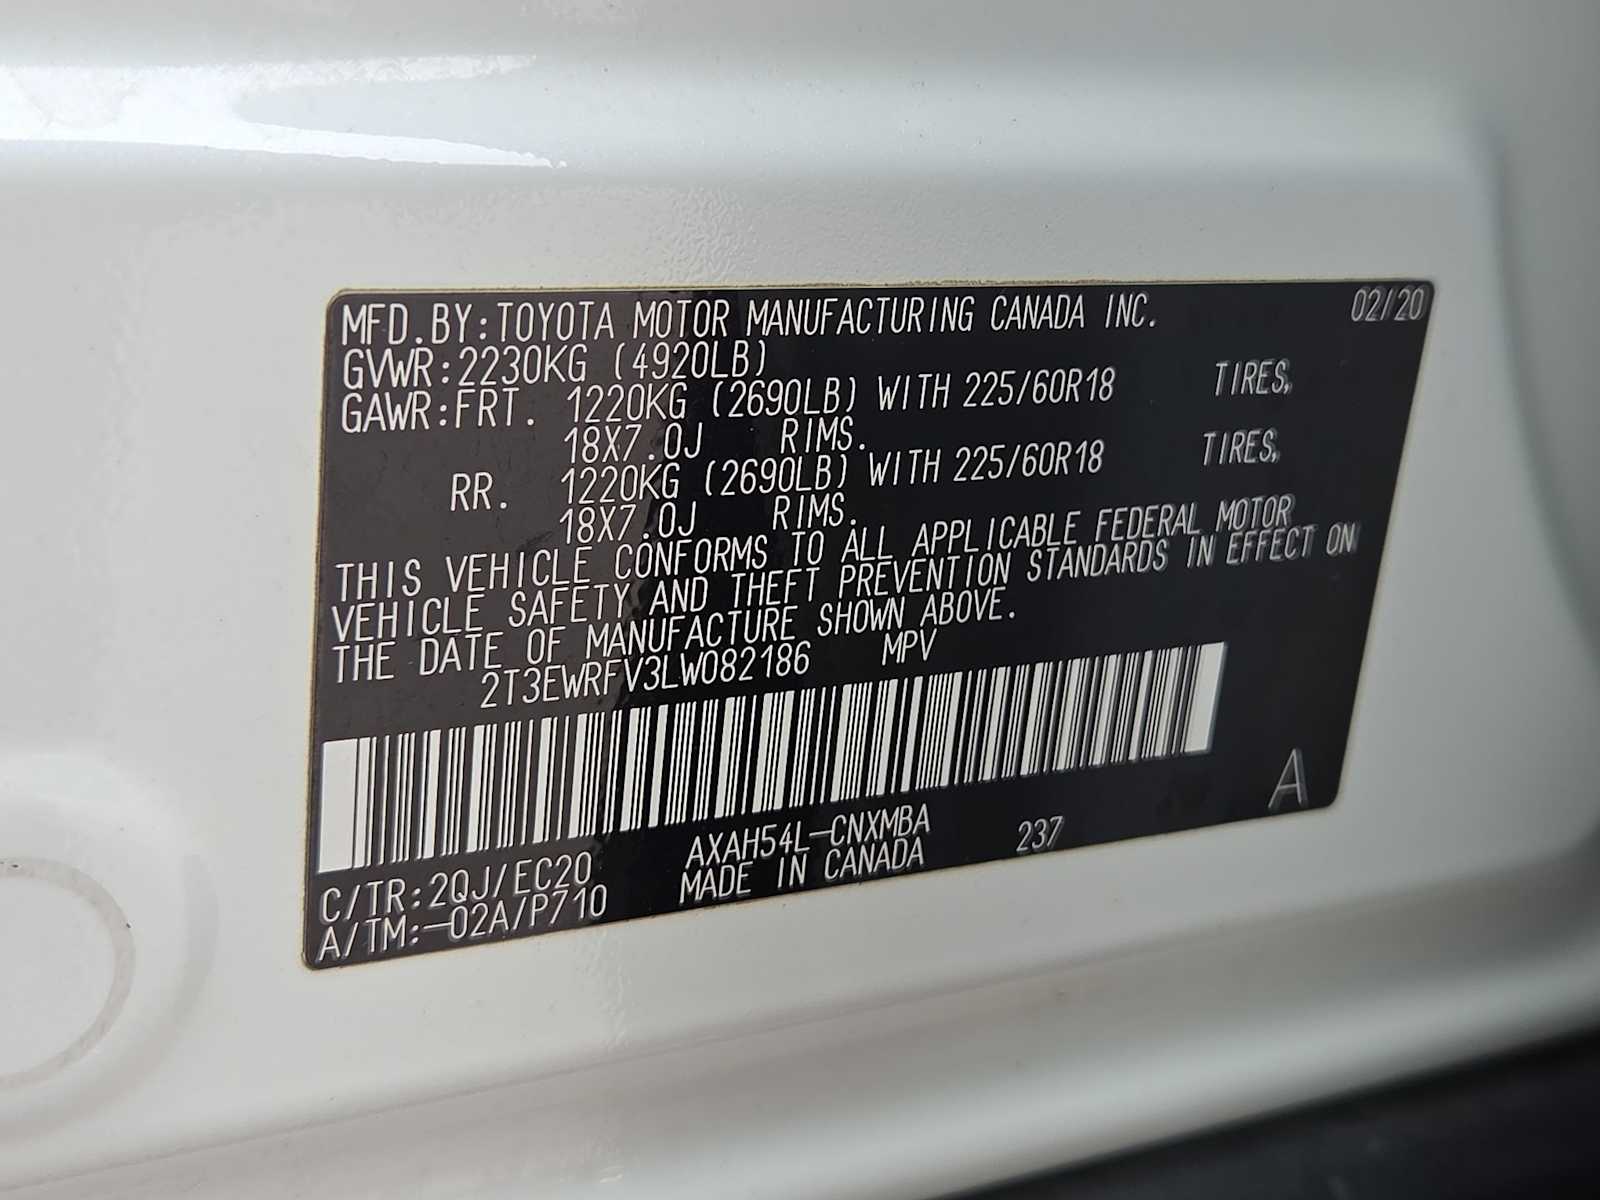 MFD.BY:TOYOTA MOTOR MANUFACTURING CANADA INC. 02/20
GVWR:2230KG (4920LB)
GAWR:FRT. 1220KG (2690LB) WITH 225/60R18 TIRES,
18X7.0J RIMS.
RR. 1220KG (2690LB) WITH 225/60R18 TIRES,
18X7.0J RIMS.
THIS VEHICLE CONFORMS TO ALL APPLICABLE FEDERAL MOTOR
VEHICLE SAFETY AND THEFT PREVENTION STANDARDS IN EFFECT ON
THE DATE OF MANUFACTURE SHOWN ABOVE.
2T3EWRFV3LW082186 MPV
A
C/TR:2QJ/EC20 AXAH54L-CNXMBA 237
A/TM:-02A/P710 MADE IN CANADA